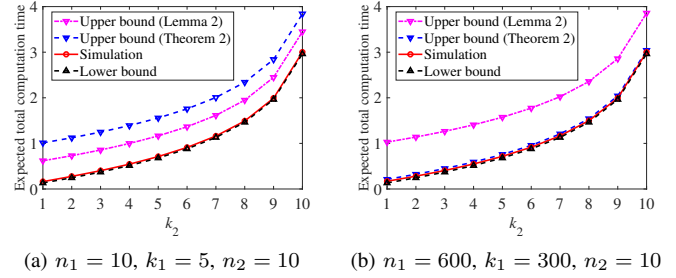 Expected total computation time
4
3
2
1
0
Upper bound (Lemma 2)
Upper bound (Theorem 2)
Simulation
Lower bound
1 2 3 4 5 6 7 8 9 10
k₂
(a) n₁ = 10, k₁ = 5, n₂ = 10
Expected total computation time
4
3
2
1
0
Upper bound (Lemma 2)
Upper bound (Theorem 2)
Simulation
Lower bound
1 2 3 4 5 6 7 8 9 10
k₂
(b) n₁ = 600, k₁ = 300, n₂ = 10